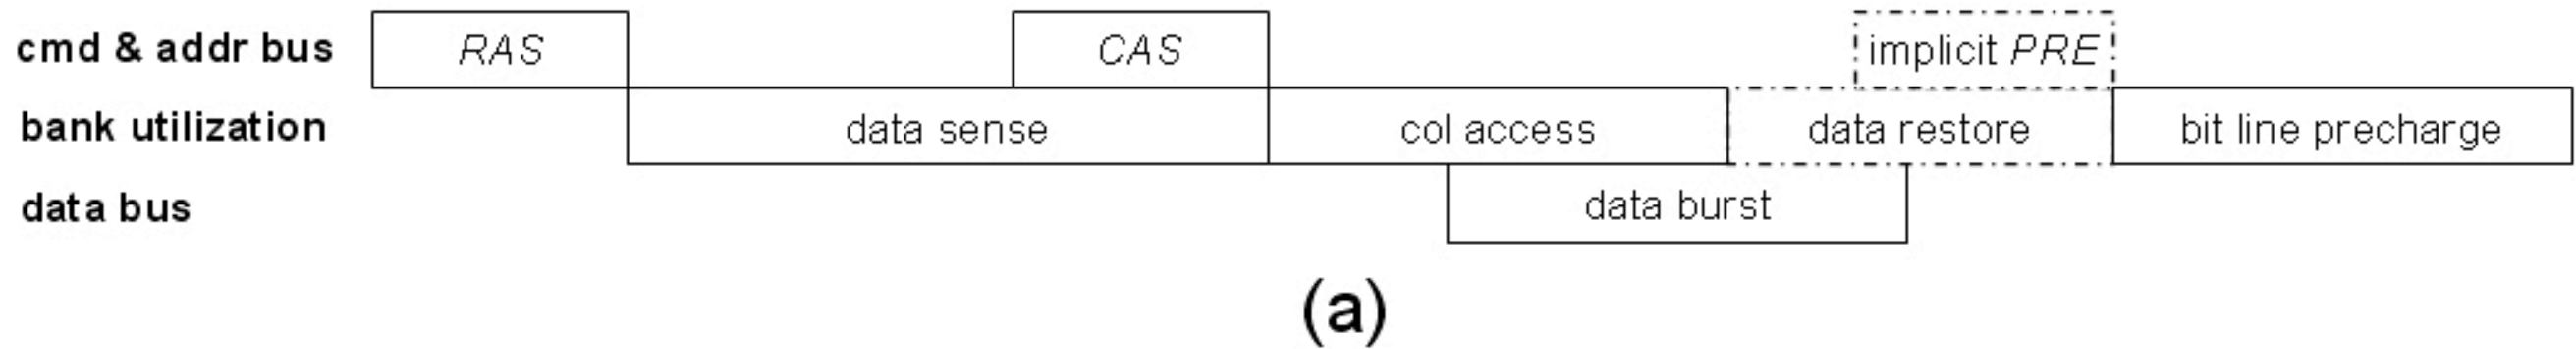 cmd & addr bus RAS CAS implicit PRE
bank utilization data sense col access data restore bit line precharge
data bus data burst
(a)